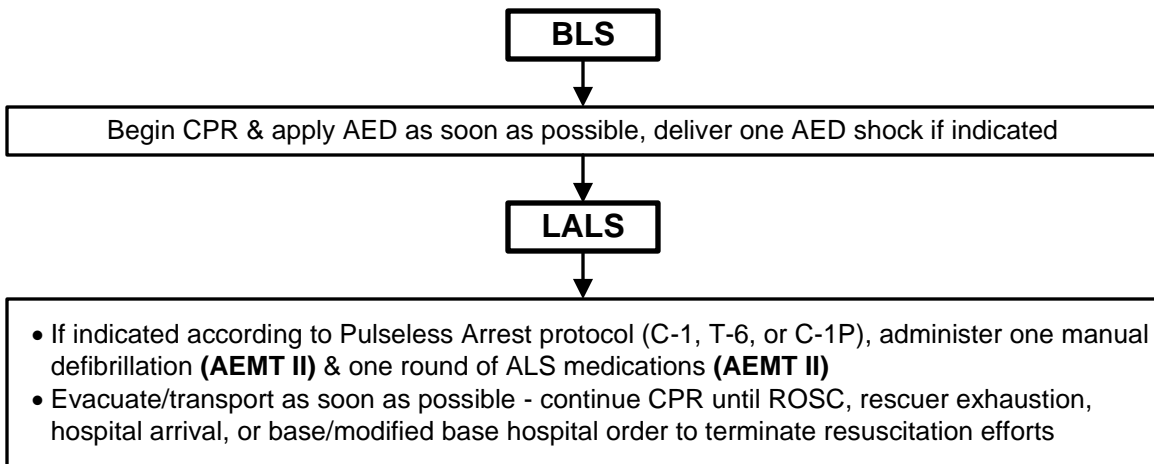 BLS
Begin CPR & apply AED as soon as possible, deliver one AED shock if indicated
LALS
• If indicated according to Pulseless Arrest protocol (C-1, T-6, or C-1P), administer one manual
defibrillation (AEMT II) & one round of ALS medications (AEMT II)
• Evacuate/transport as soon as possible - continue CPR until ROSC, rescuer exhaustion,
hospital arrival, or base/modified base hospital order to terminate resuscitation efforts